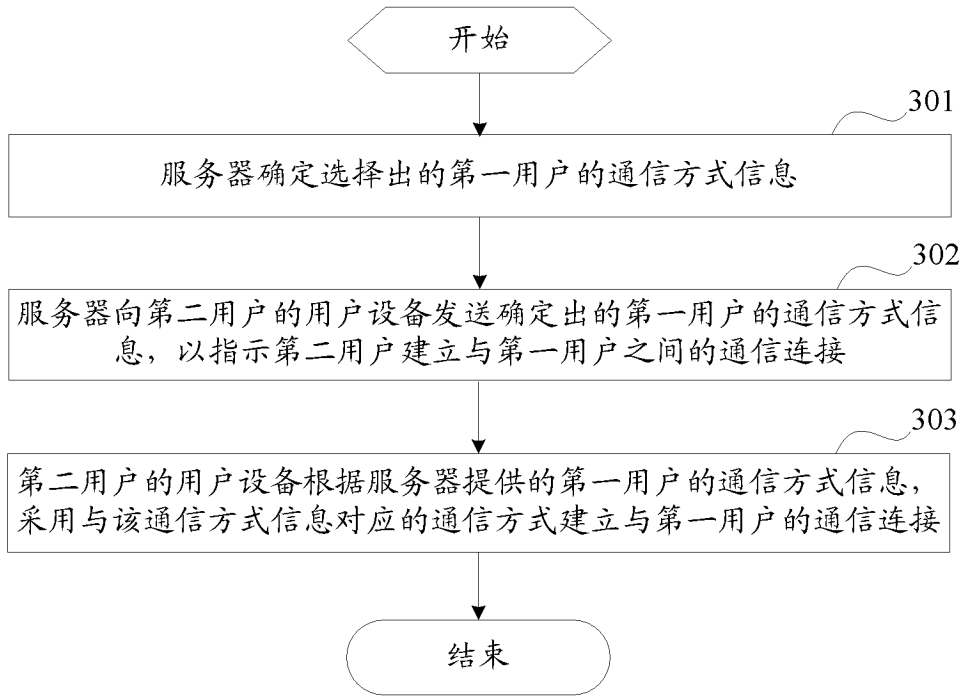 开始
301
服务器确定选择出的第一用户的通信方式信息
302
服务器向第二用户的用户设备发送确定出的第一用户的通信方式信
息，以指示第二用户建立与第一用户之间的通信连接
303
第二用户的用户设备根据服务器提供的第一用户的通信方式信息，
采用与该通信方式信息对应的通信方式建立与第一用户的通信连接
结束